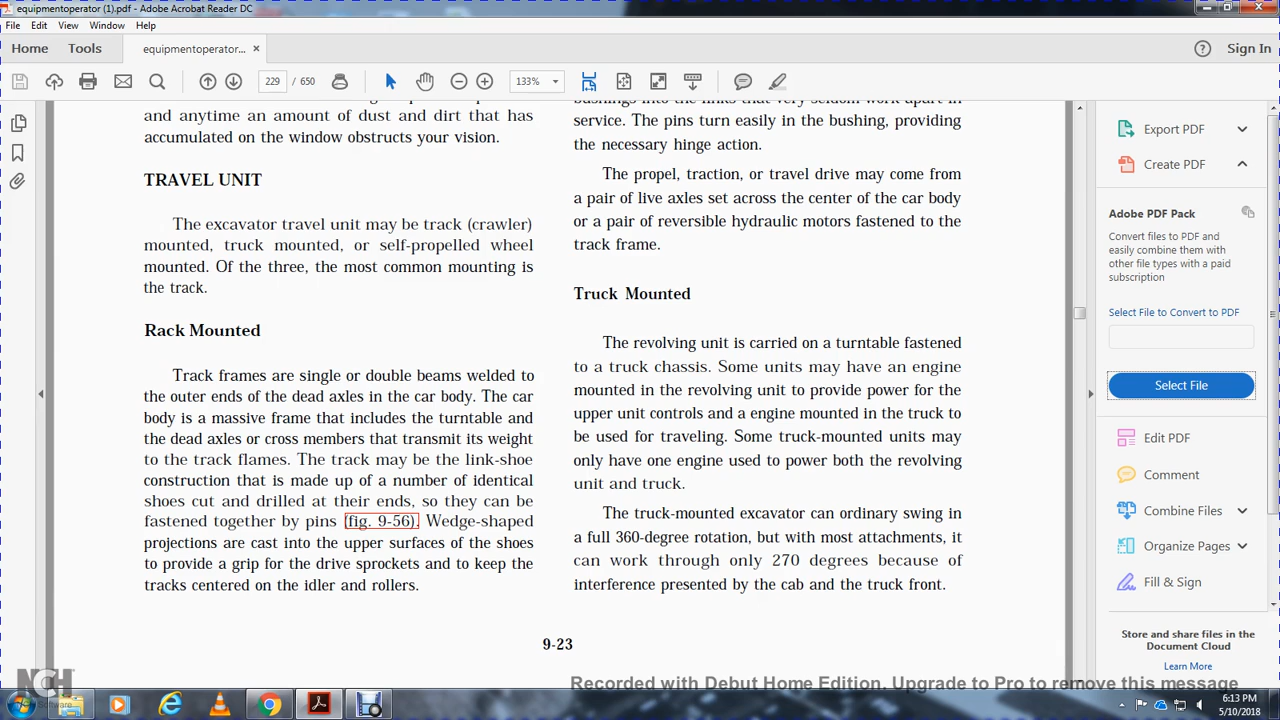 equipmentoperator (1).pdf - Adobe Acrobat Reader DC
File Edit View Window Help
Home Tools equipmentoperator... × Sign In
229 / 650 133%
and anytime an amount of dust and dirt that has
accumulated on the window obstructs your vision.
TRAVEL UNIT
The excavator travel unit may be track (crawler)
mounted, truck mounted, or self-propelled wheel
mounted. Of the three, the most common mounting is
the track.
Rack Mounted
Track frames are single or double beams welded to
the outer ends of the dead axles in the car body. The car
body is a massive frame that includes the turntable and
the dead axles or cross members that transmit its weight
to the track flames. The track may be the link-shoe
construction that is made up of a number of identical
shoes cut and drilled at their ends, so they can be
fastened together by pins (fig. 9-56). Wedge-shaped
projections are cast into the upper surfaces of the shoes
to provide a grip for the drive sprockets and to keep the
tracks centered on the idler and rollers.
bushings into the links that very seldom work apart in
service. The pins turn easily in the bushing, providing
the necessary hinge action.
The propel, traction, or travel drive may come from
a pair of live axles set across the center of the car body
or a pair of reversible hydraulic motors fastened to the
track frame.
Truck Mounted
The revolving unit is carried on a turntable fastened
to a truck chassis. Some units may have an engine
mounted in the revolving unit to provide power for the
upper unit controls and a engine mounted in the truck to
be used for traveling. Some truck-mounted units may
only have one engine used to power both the revolving
unit and truck.
The truck-mounted excavator can ordinary swing in
a full 360-degree rotation, but with most attachments, it
can work through only 270 degrees because of
interference presented by the cab and the truck front.
9-23
Export PDF
Create PDF
Adobe PDF Pack
Convert files to PDF and
easily combine them with
other file types with a paid
subscription
Select File to Convert to PDF
Select File
Edit PDF
Comment
Combine Files
Organize Pages
Fill & Sign
Store and share files in the
Document Cloud
Learn More
NCH
Software
Recorded with Debut Home Edition. Upgrade to Pro to remove this message
6:13 PM
5/10/2018